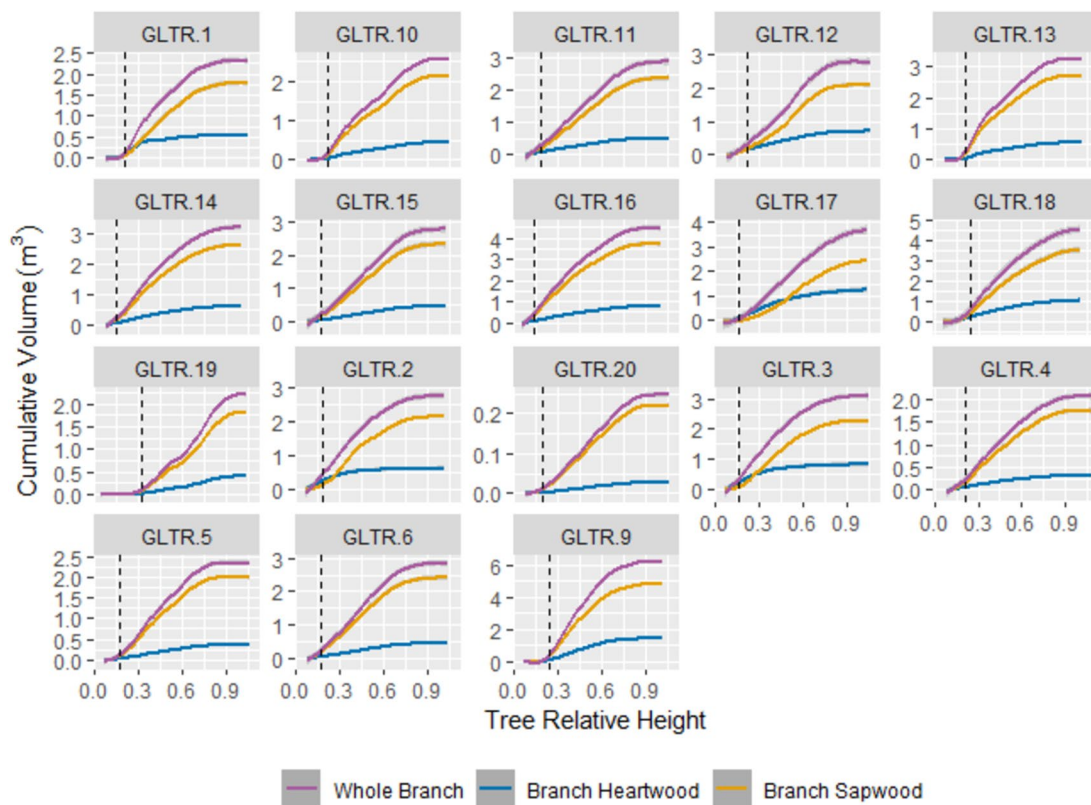 GLTR.1 GLTR.10 GLTR.11 GLTR.12 GLTR.13
2.5 2.0 1.5 1.0 0.5 0.0
2 1 0
3 2 1 0
3 2 1 0
3 2 1 0
GLTR.14 GLTR.15 GLTR.16 GLTR.17 GLTR.18
3 2 1 0
3 2 1 0
4 3 2 1 0
4 3 2 1 0
5 4 3 2 1 0
GLTR.19 GLTR.2 GLTR.20 GLTR.3 GLTR.4
2.0 1.5 1.0 0.5 0.0
3 2 1 0
0.2 0.1 0.0
3 2 1 0
2.0 1.5 1.0 0.5 0.0
0.0 0.3 0.6 0.9 0.0 0.3 0.6 0.9
GLTR.5 GLTR.6 GLTR.9
2.5 2.0 1.5 1.0 0.5 0.0
3 2 1 0
6 4 2 0
0.0 0.3 0.6 0.9 0.0 0.3 0.6 0.9 0.0 0.3 0.6 0.9
Cumulative Volume (m³)
Tree Relative Height
Whole Branch Branch Heartwood Branch Sapwood